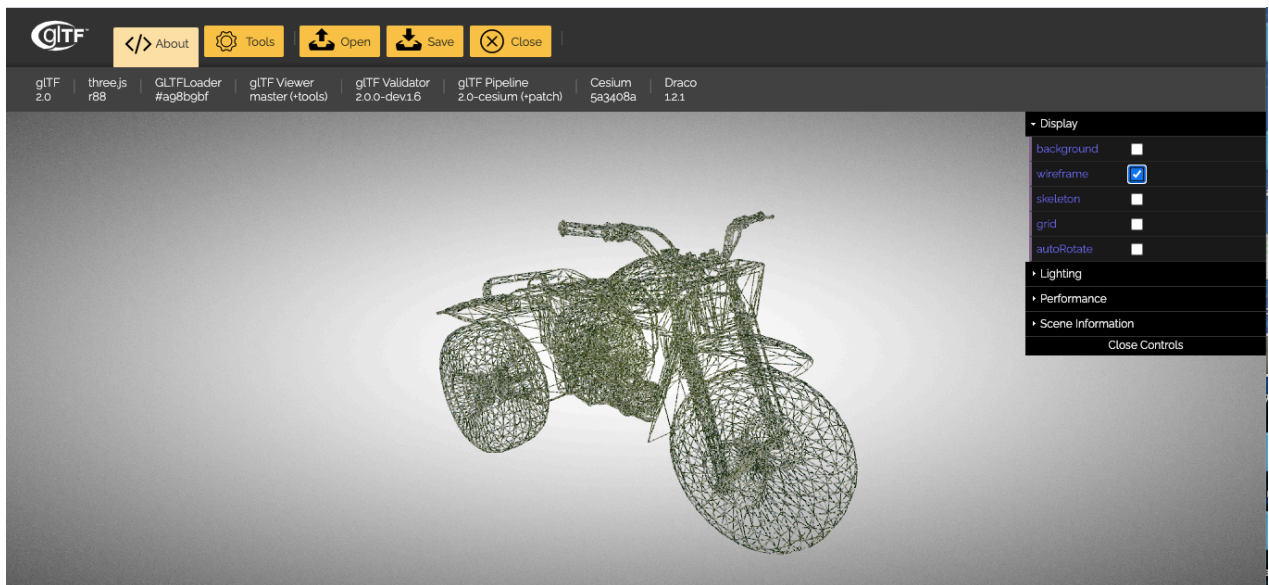 glTF™
</> About
Tools
Open
Save
Close
glTF three.js GLTFLoader glTF Viewer glTF Validator glTF Pipeline Cesium Draco
2.0 r88 #a98b9bf master (+tools) 2.0.0-dev.1.6 2.0-cesium (+patch) 5a3408a 1.2.1
Display
background
wireframe
skeleton
grid
autoRotate
Lighting
Performance
Scene Information
Close Controls